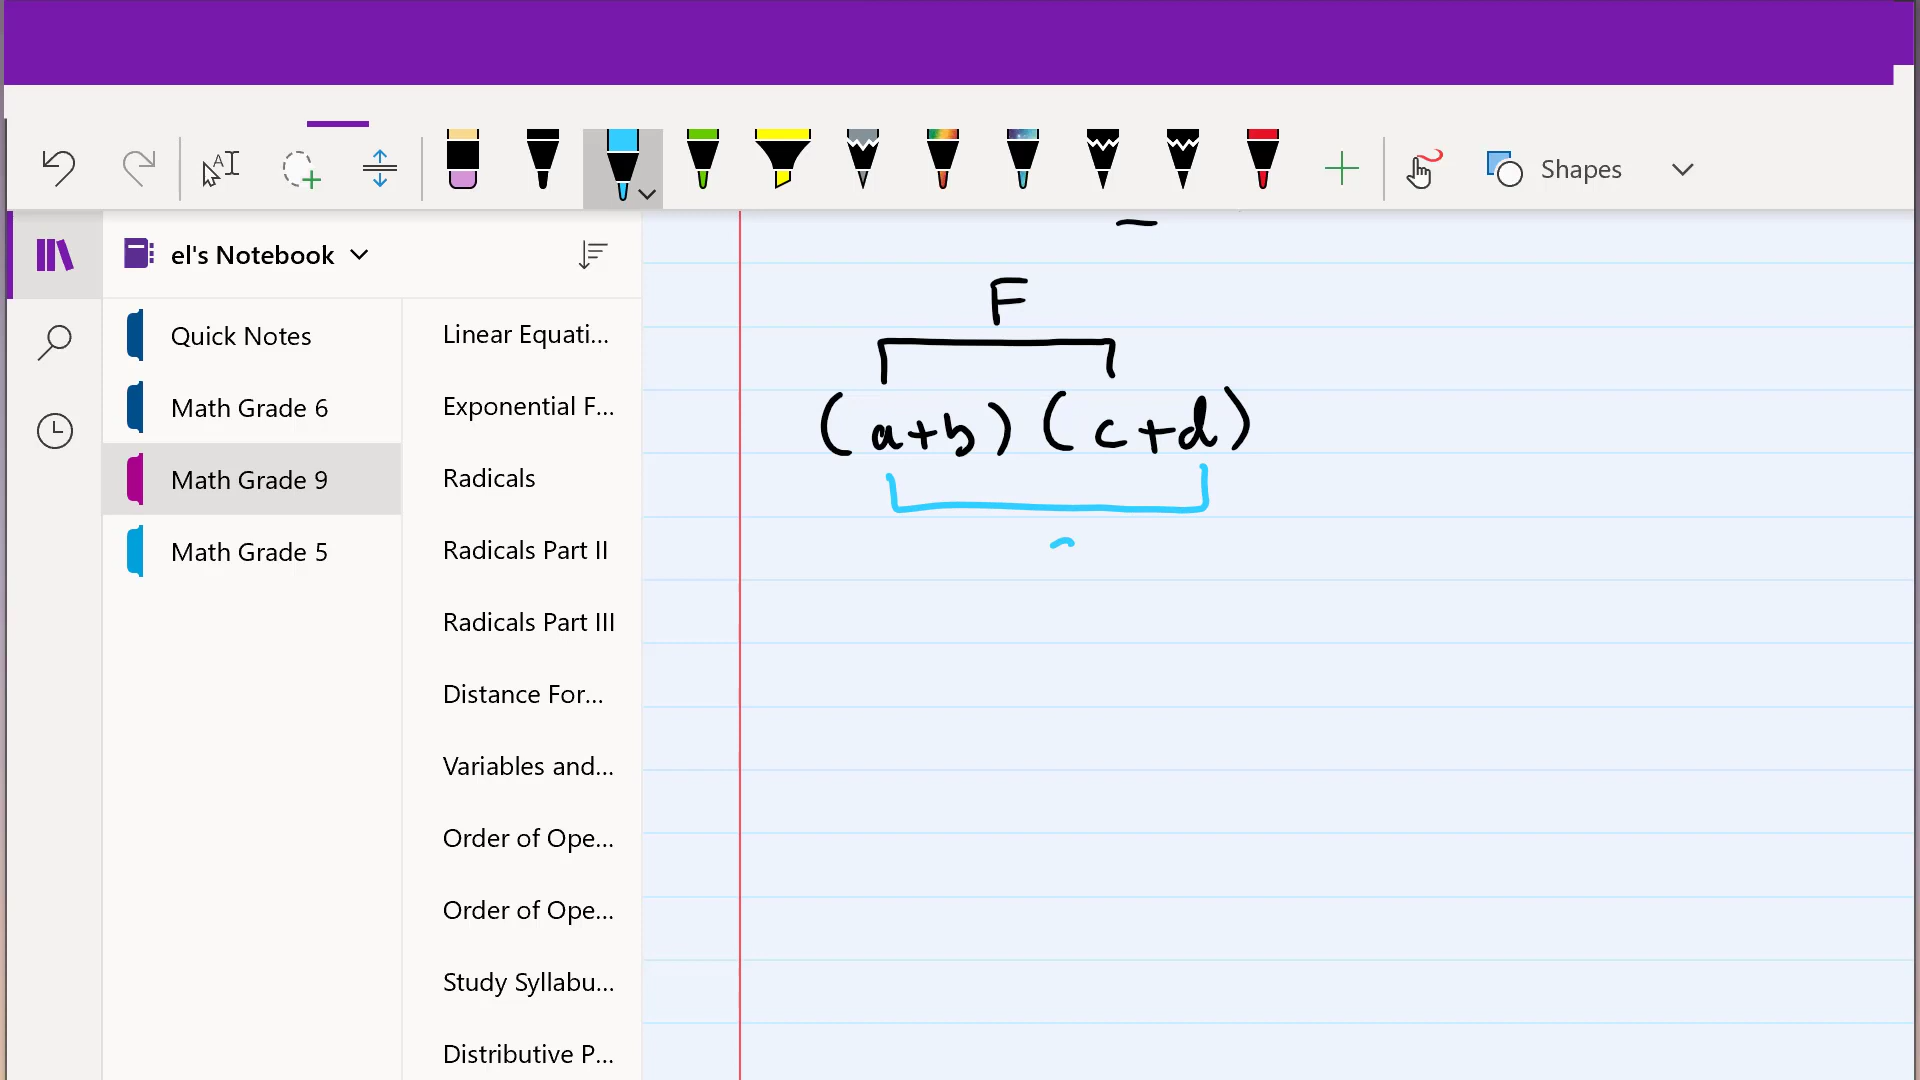 Shapes
el's Notebook
Quick Notes
Math Grade 6
Math Grade 9
Math Grade 5
Linear Equati...
Exponential F...
Radicals
Radicals Part II
Radicals Part III
Distance For...
Variables and...
Order of Ope...
Order of Ope...
Study Syllabu...
Distributive P...
F
(a+b)(c+d)